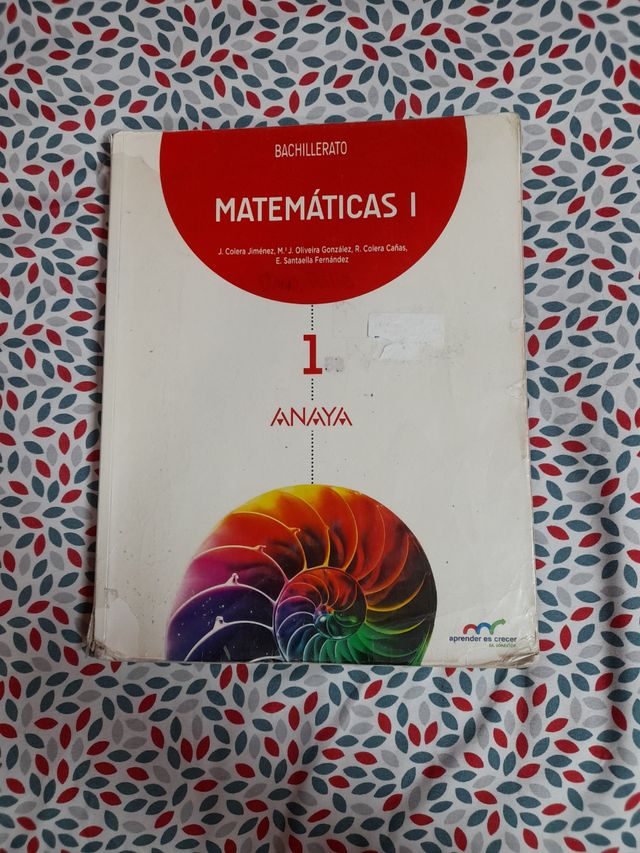 BACHILLERATO
MATEMÁTICAS I
J. Colera Jiménez, M.ª J. Oliveira González, R. Colera Cañas,
E. Santaella Fernández
1
ANAYA
aprender es crecer